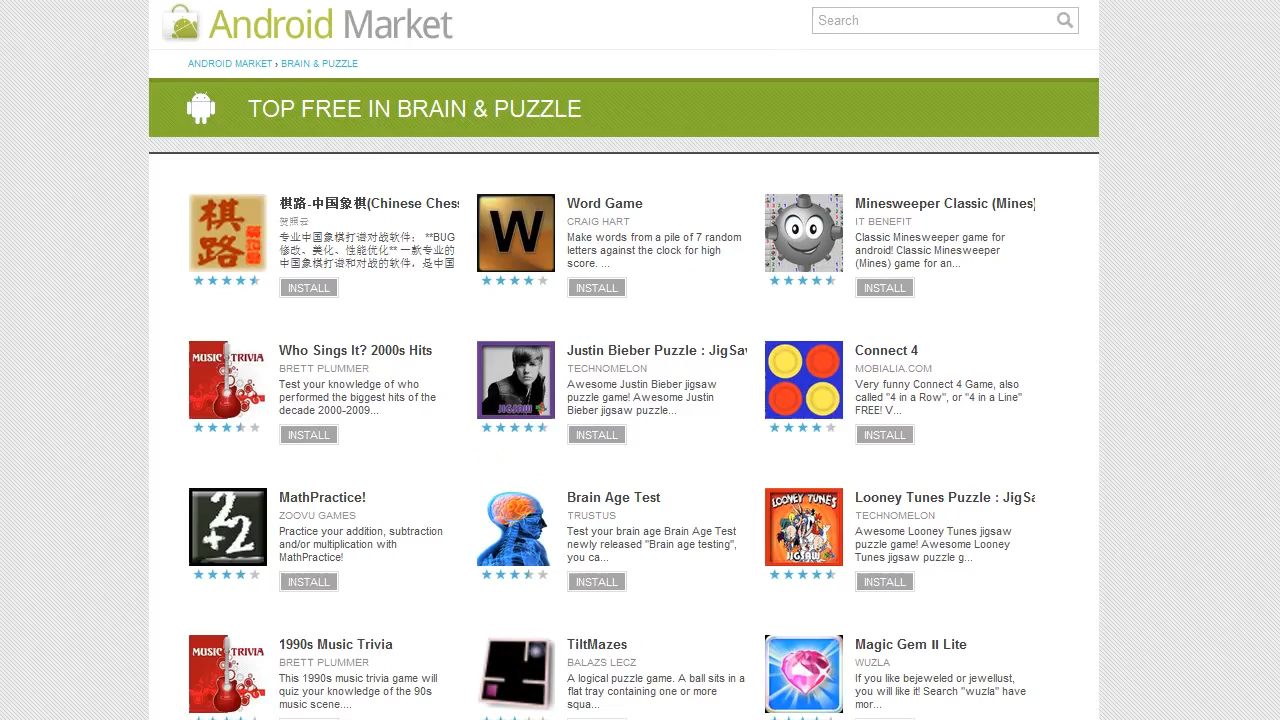 Android Market
Search
ANDROID MARKET › BRAIN & PUZZLE
TOP FREE IN BRAIN & PUZZLE
棋路-中国象棋(Chinese Chess
贺照云
专业中国象棋打谱对战软件； **BUG
修改、美化、性能优化** 一款专业的
中国象棋打谱和对战的软件，是中国
INSTALL
棋
路
W
Word Game
CRAIG HART
Make words from a pile of 7 random
letters against the clock for high
score. ...
INSTALL
Minesweeper Classic (Mines)
IT BENEFIT
Classic Minesweeper game for
android! Classic Minesweeper
(Mines) game for an...
INSTALL
MUSIC TRIVIA
Who Sings It? 2000s Hits
BRETT PLUMMER
Test your knowledge of who
performed the biggest hits of the
decade 2000-2009...
INSTALL
JIGSAW
Justin Bieber Puzzle : JigSaw
TECHNOMELON
Awesome Justin Bieber jigsaw
puzzle game! Awesome Justin
Bieber jigsaw puzzle...
INSTALL
Connect 4
MOBIALIA.COM
Very funny Connect 4 Game, also
called "4 in a Row", or "4 in a Line"
FREE! V...
INSTALL
2+2
MathPractice!
ZOOVU GAMES
Practice your addition, subtraction
and/or multiplication with
MathPractice!
INSTALL
Brain Age Test
TRUSTUS
Test your brain age Brain Age Test
newly released "Brain age testing",
you ca...
INSTALL
LOONEY TUNES
JIGSAW
Looney Tunes Puzzle : JigSa
TECHNOMELON
Awesome Looney Tunes jigsaw
puzzle game! Awesome Looney
Tunes jigsaw puzzle g...
INSTALL
MUSIC TRIVIA
1990s Music Trivia
BRETT PLUMMER
This 1990s music trivia game will
quiz your knowledge of the 90s
music scene....
TiltMazes
BALAZS LECZ
A logical puzzle game. A ball sits in a
flat tray containing one or more
squa...
Magic Gem II Lite
WUZLA
If you like bejeweled or jewellust,
you will like it! Search "wuzla" have
mor...